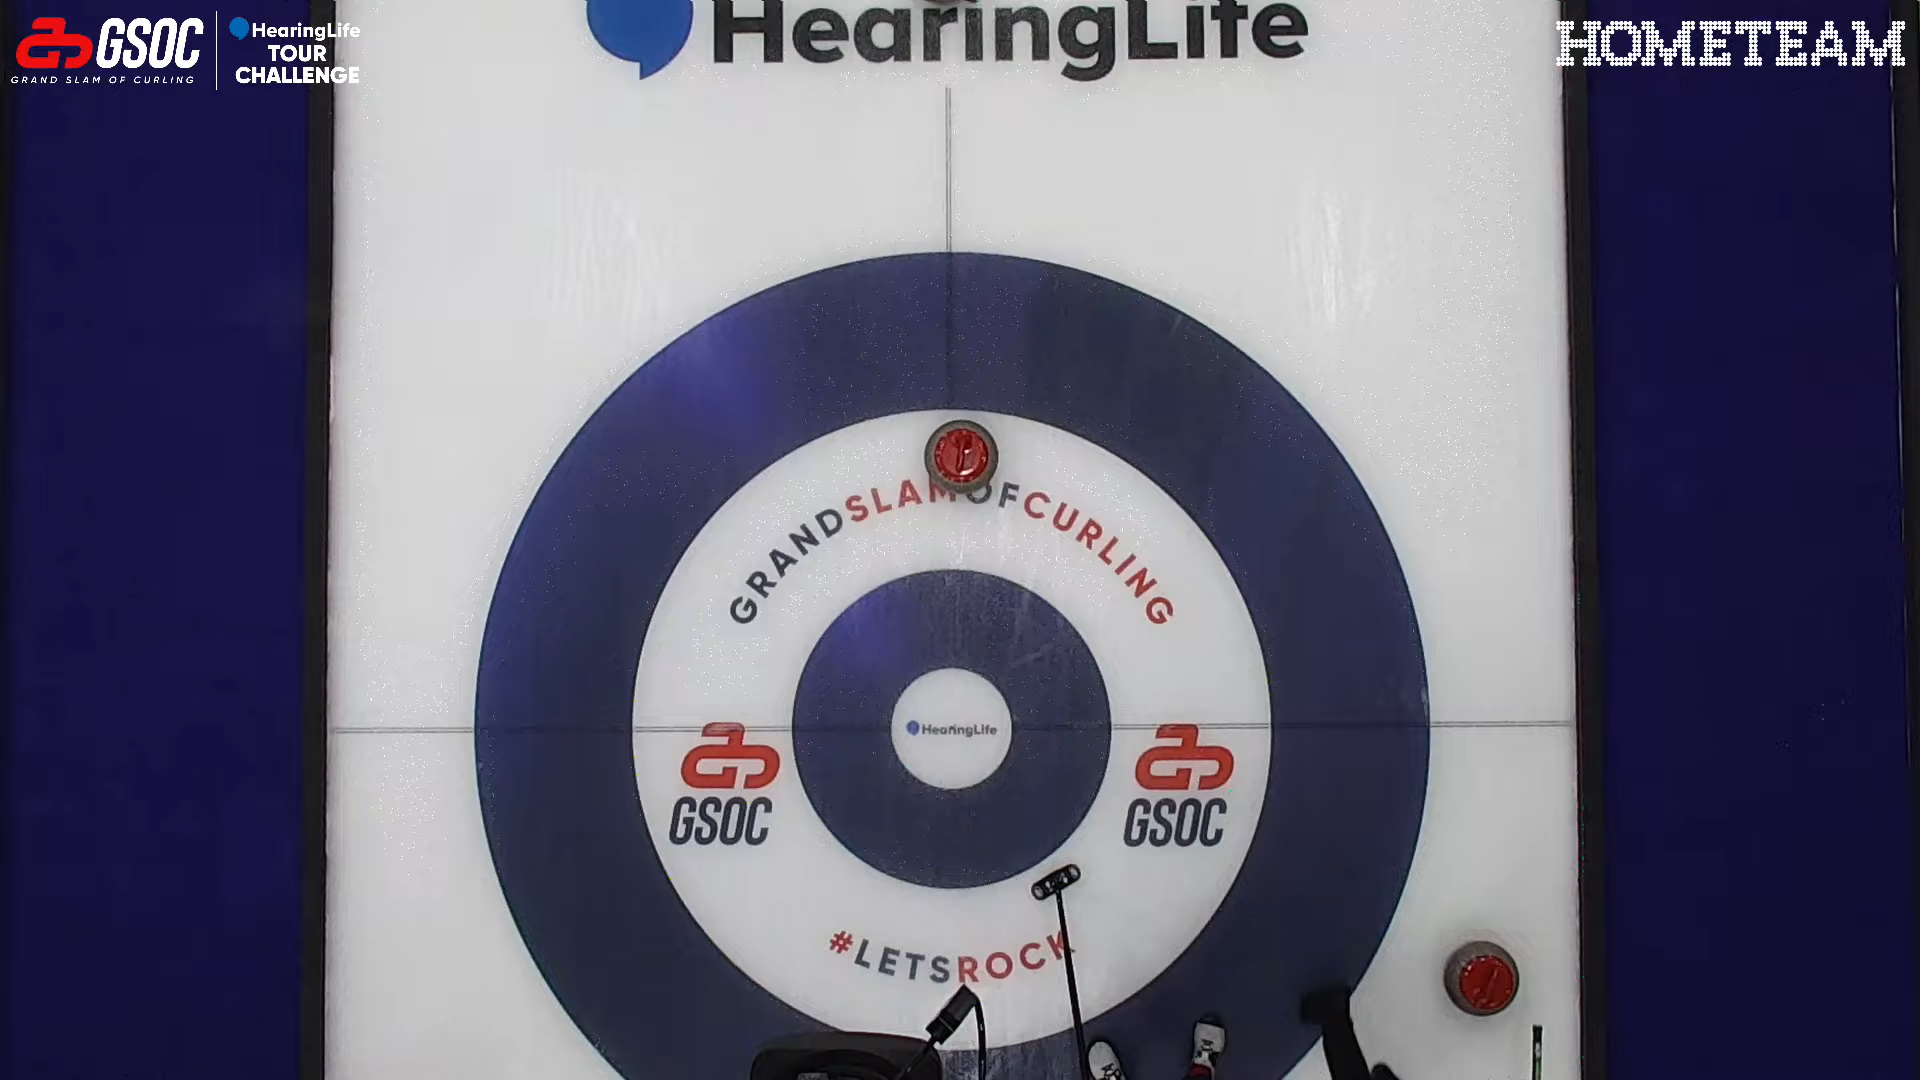 GSOC
GRAND SLAM OF CURLING
HearingLife
TOUR
CHALLENGE
HearingLife
HOMETEAM
GRANDSLAMOFCURLING
HearingLife
GSOC
GSOC
#LETSROCK